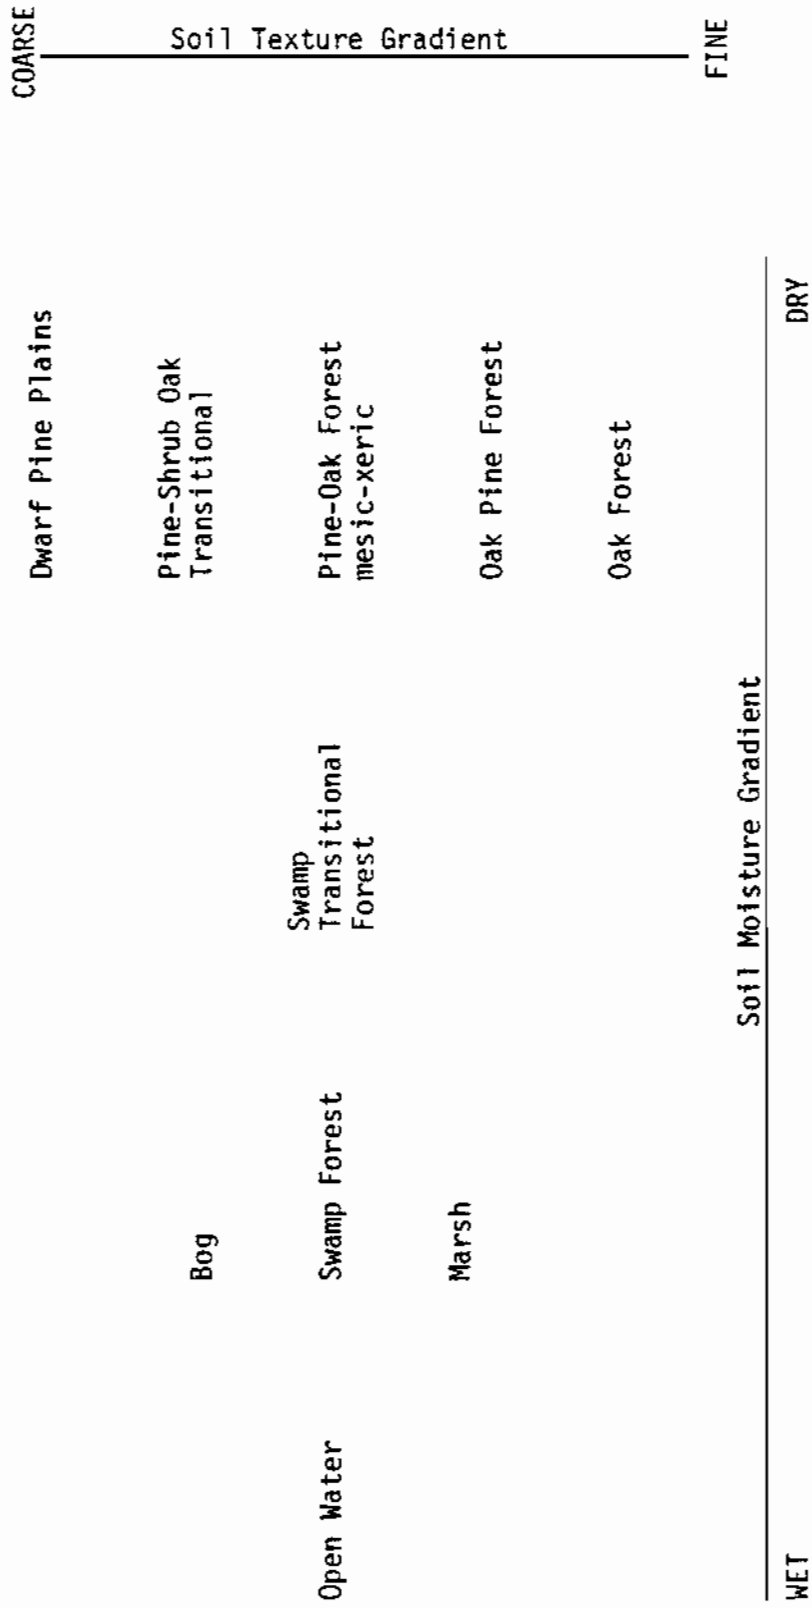 COARSE
Soil Texture Gradient
FINE
Dwarf Pine Plains
Pine-Shrub Oak
Transitional
Pine-Oak Forest
mesic-xeric
Oak Pine Forest
Oak Forest
Swamp
Transitional
Forest
Bog
Swamp Forest
Marsh
Open Water
Soil Moisture Gradient
WET
DRY